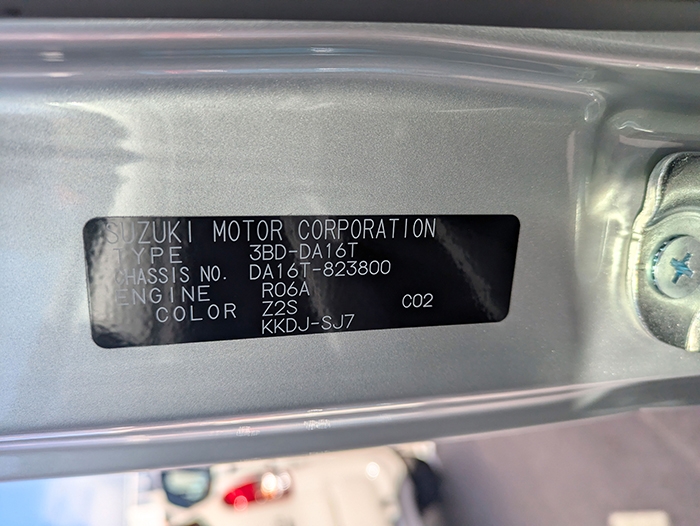 SUZUKI MOTOR CORPORATION
TYPE 3BD-DA16T
CHASSIS NO. DA16T-823800
ENGINE R06A
COLOR Z2S C02
KKDJ-SJ7